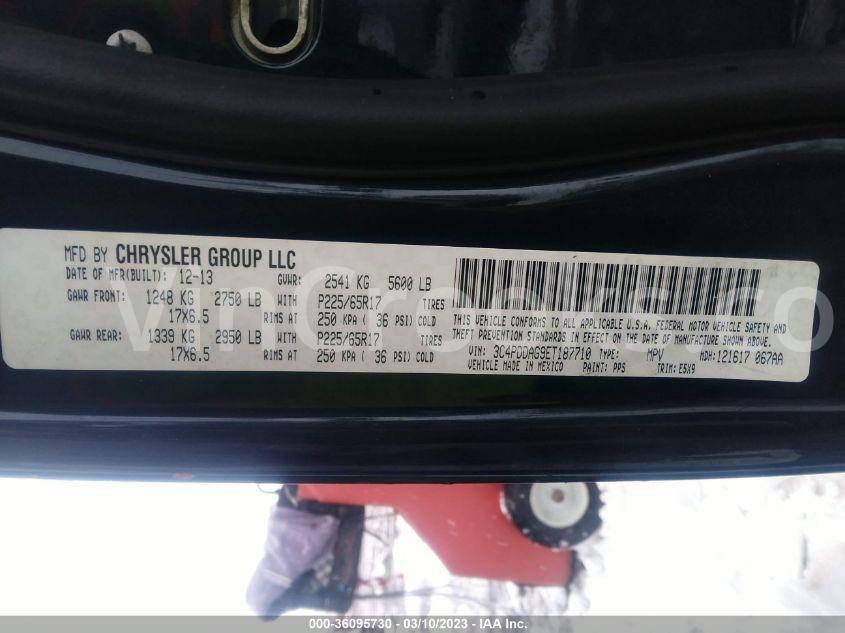 MFD BY CHRYSLER GROUP LLC
DATE OF MFR(BUILT): 12-13 GVWR: 2541 KG 5600 LB
GAWR FRONT: 1248 KG 2750 LB WITH P225/65R17 TIRES
17X6.5 RIMS AT 250 KPA ( 36 PSI) COLD
GAWR REAR: 1339 KG 2950 LB WITH P225/65R17 TIRES
17X6.5 RIMS AT 250 KPA ( 36 PSI) COLD
THIS VEHICLE CONFORMS TO ALL APPLICABLE U.S.A. FEDERAL MOTOR VEHICLE SAFETY AND
THEFT PREVENTION STANDARDS IN EFFECT ON THE DATE OF MANUFACTURE SHOWN ABOVE.
VIN: 3C4PDDAG9ET187710 TYPE: MPV MDH:121617 067AA
VEHICLE MADE IN MEXICO PAINT: PPS TRIM: E5X9
VinCrooks.co
000-36095730 - 03/10/2023 - IAA Inc.